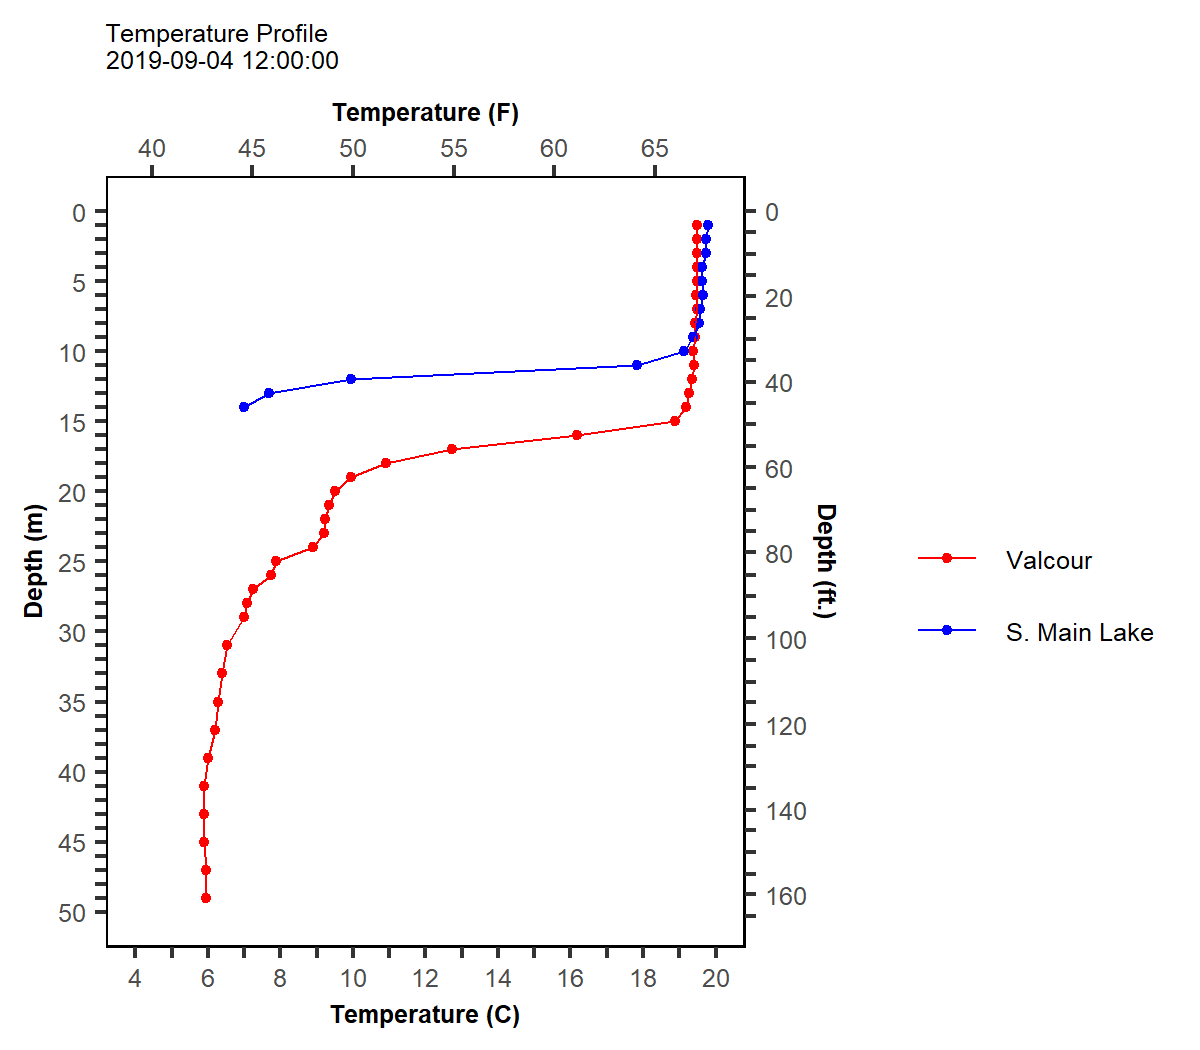 Temperature Profile
2019-09-04 12:00:00
Temperature (F)
40 45 50 55 60 65
Depth (m)
0
5
10
15
20
25
30
35
40
45
50
0
20
40
60
80
100
120
140
160
Depth (ft.)
Valcour
S. Main Lake
4 6 8 10 12 14 16 18 20
Temperature (C)